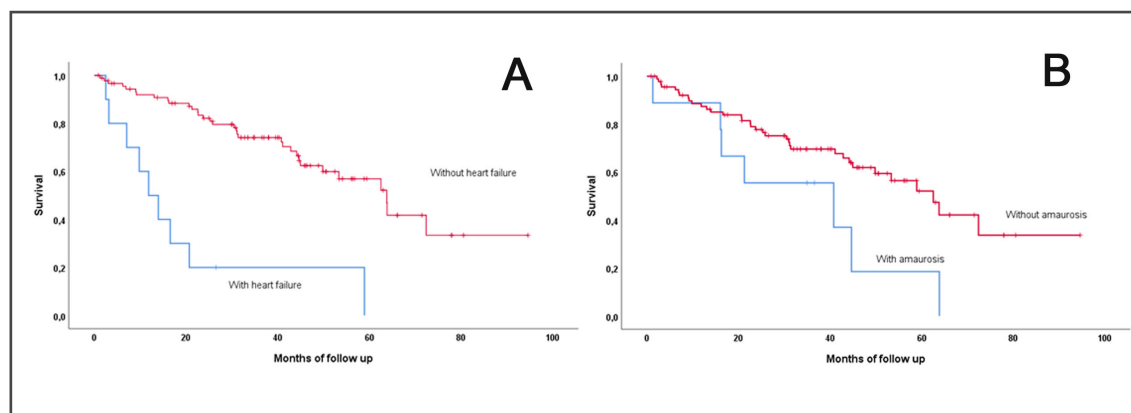 A
1,0
0,8
0,6
0,4
0,2
0,0
Survival
Without heart failure
With heart failure
0 20 40 60 80 100
Months of follow up
B
1,0
0,8
0,6
0,4
0,2
0,0
Survival
Without amaurosis
With amaurosis
0 20 40 60 80 100
Months of follow up